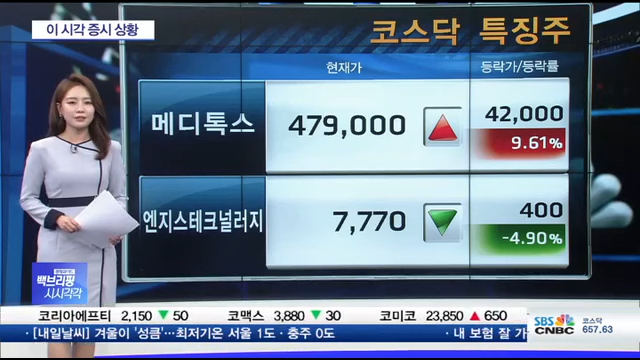 이 시각 증시 상황
코스닥 특징주
현재가 등락가/등락률
메디톡스 479,000 42,000
9.61%
엔지스테크널러지 7,770 400
-4.90%
백브리핑
시시각각
코리아에프티 2,150 ▼ 50 코맥스 3,880 ▼ 30 코미코 23,850 ▲ 650
SBS CNBC
코스닥
657.63
[내일날씨] 겨울이 '성큼'…최저기온 서울 1도·충주 0도 · 내 보험 잘 가